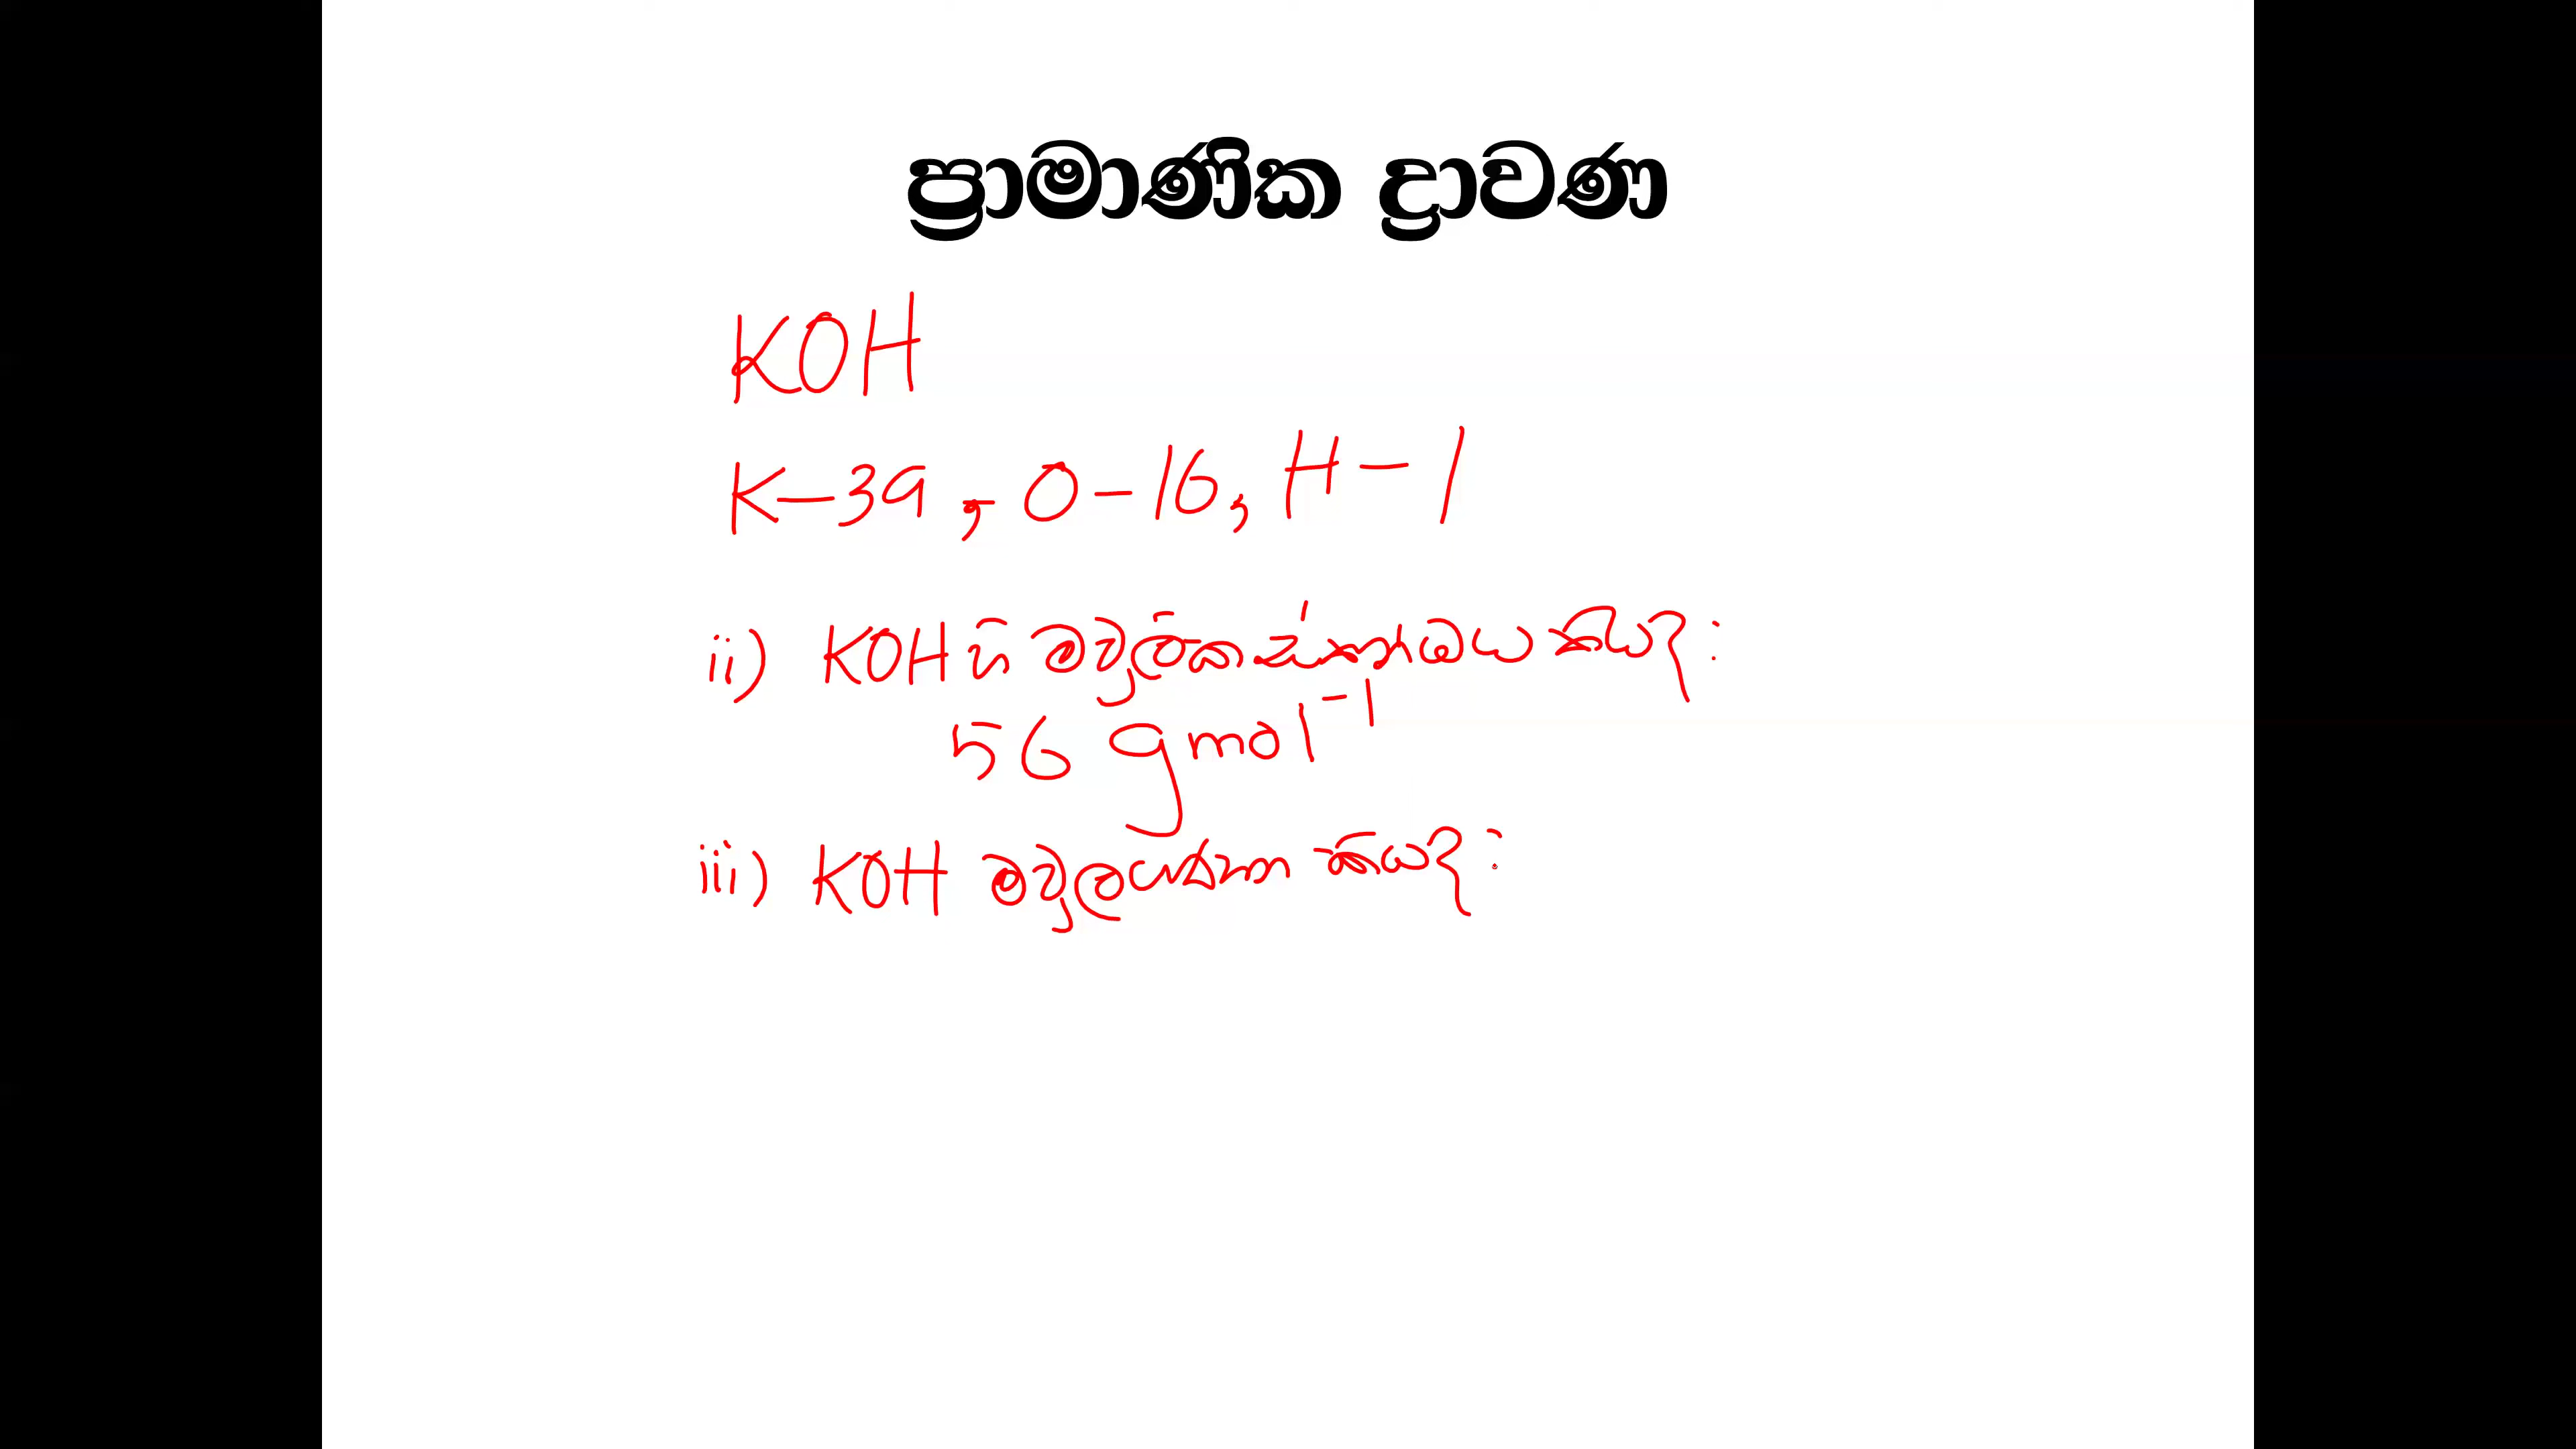 ප්‍රාමාණික ද්‍රාවණ
KOH
K–39, O–16, H–1
ii) KOH හි මවුලික ස්කන්ධය කීයද:
56 gmol⁻¹
iii) KOH මවුල ගණන කීයද: